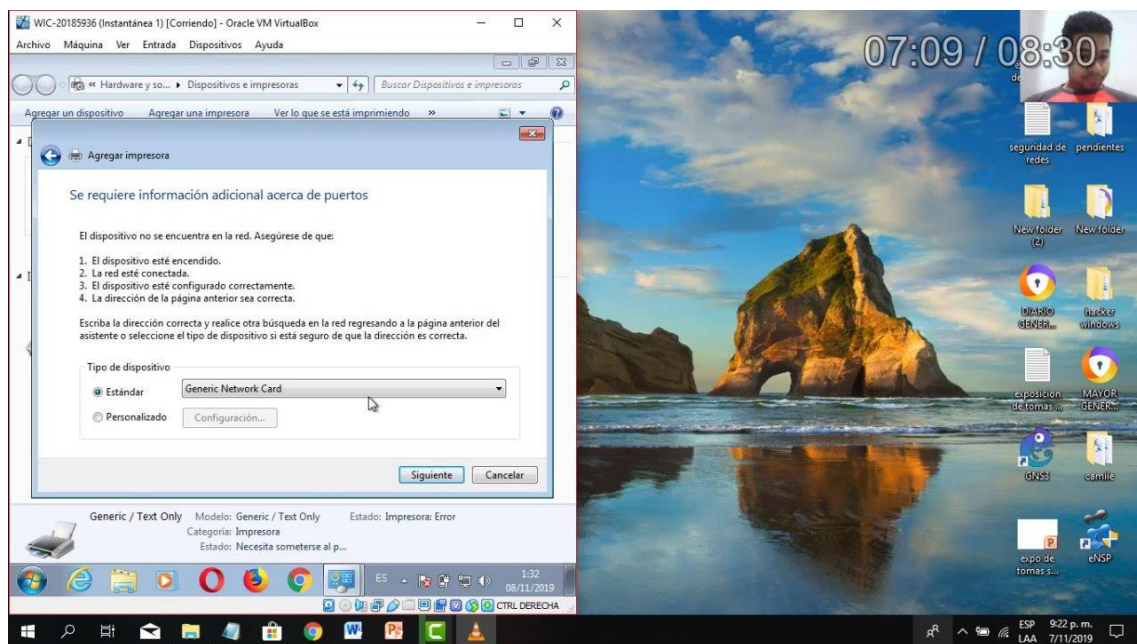 WIC-20185936 (Instantánea 1) [Corriendo] - Oracle VM VirtualBox
Archivo Máquina Ver Entrada Dispositivos Ayuda
« Hardware y so... ▸ Dispositivos e impresoras
Buscar Dispositivos e impresoras
Agregar un dispositivo Agregar una impresora Ver lo que se está imprimiendo »
Agregar impresora
Se requiere información adicional acerca de puertos
El dispositivo no se encuentra en la red. Asegúrese de que:
1. El dispositivo esté encendido.
2. La red esté conectada.
3. El dispositivo esté configurado correctamente.
4. La dirección de la página anterior sea correcta.
Escriba la dirección correcta y realice otra búsqueda en la red regresando a la página anterior del
asistente o seleccione el tipo de dispositivo si está seguro de que la dirección es correcta.
Tipo de dispositivo
Estándar Generic Network Card
Personalizado Configuración...
Siguiente Cancelar
Generic / Text Only Modelo: Generic / Text Only Estado: Impresora: Error
Categoría: Impresora
Estado: Necesita someterse al p...
ES 1:32
08/11/2019
CTRL DERECHA
07:09 / 08:30
seguridad de
redes
pendientes
New folder
(2)
New folder
DIARIO
GENER...
hacker
windows
exposicion
de tomas ...
MAYOR
GENER...
GNS3
camille
expo de
tomas s...
eNSP
ESP 9:22 p. m.
LAA 7/11/2019